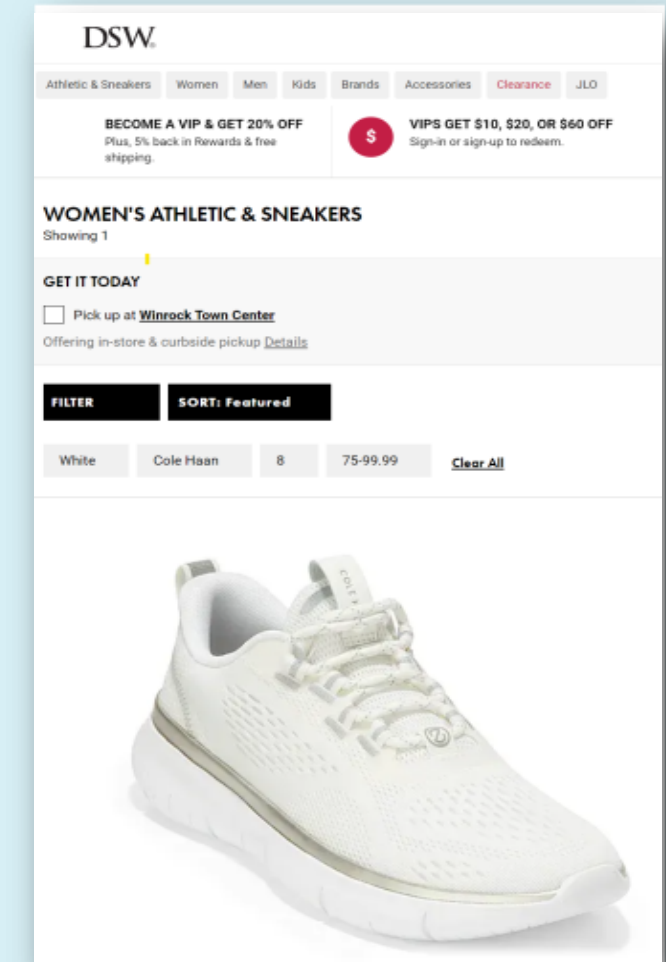 DSW.
Athletic & Sneakers Women Men Kids Brands Accessories Clearance JLO
BECOME A VIP & GET 20% OFF
Plus, 5% back in Rewards & free
shipping.
$
VIPS GET $10, $20, OR $60 OFF
Sign-in or sign-up to redeem.
WOMEN'S ATHLETIC & SNEAKERS
Showing 1
GET IT TODAY
Pick up at Winrock Town Center
Offering in-store & curbside pickup Details
FILTER
SORT: Featured
White Cole Haan 8 75-99.99 Clear All